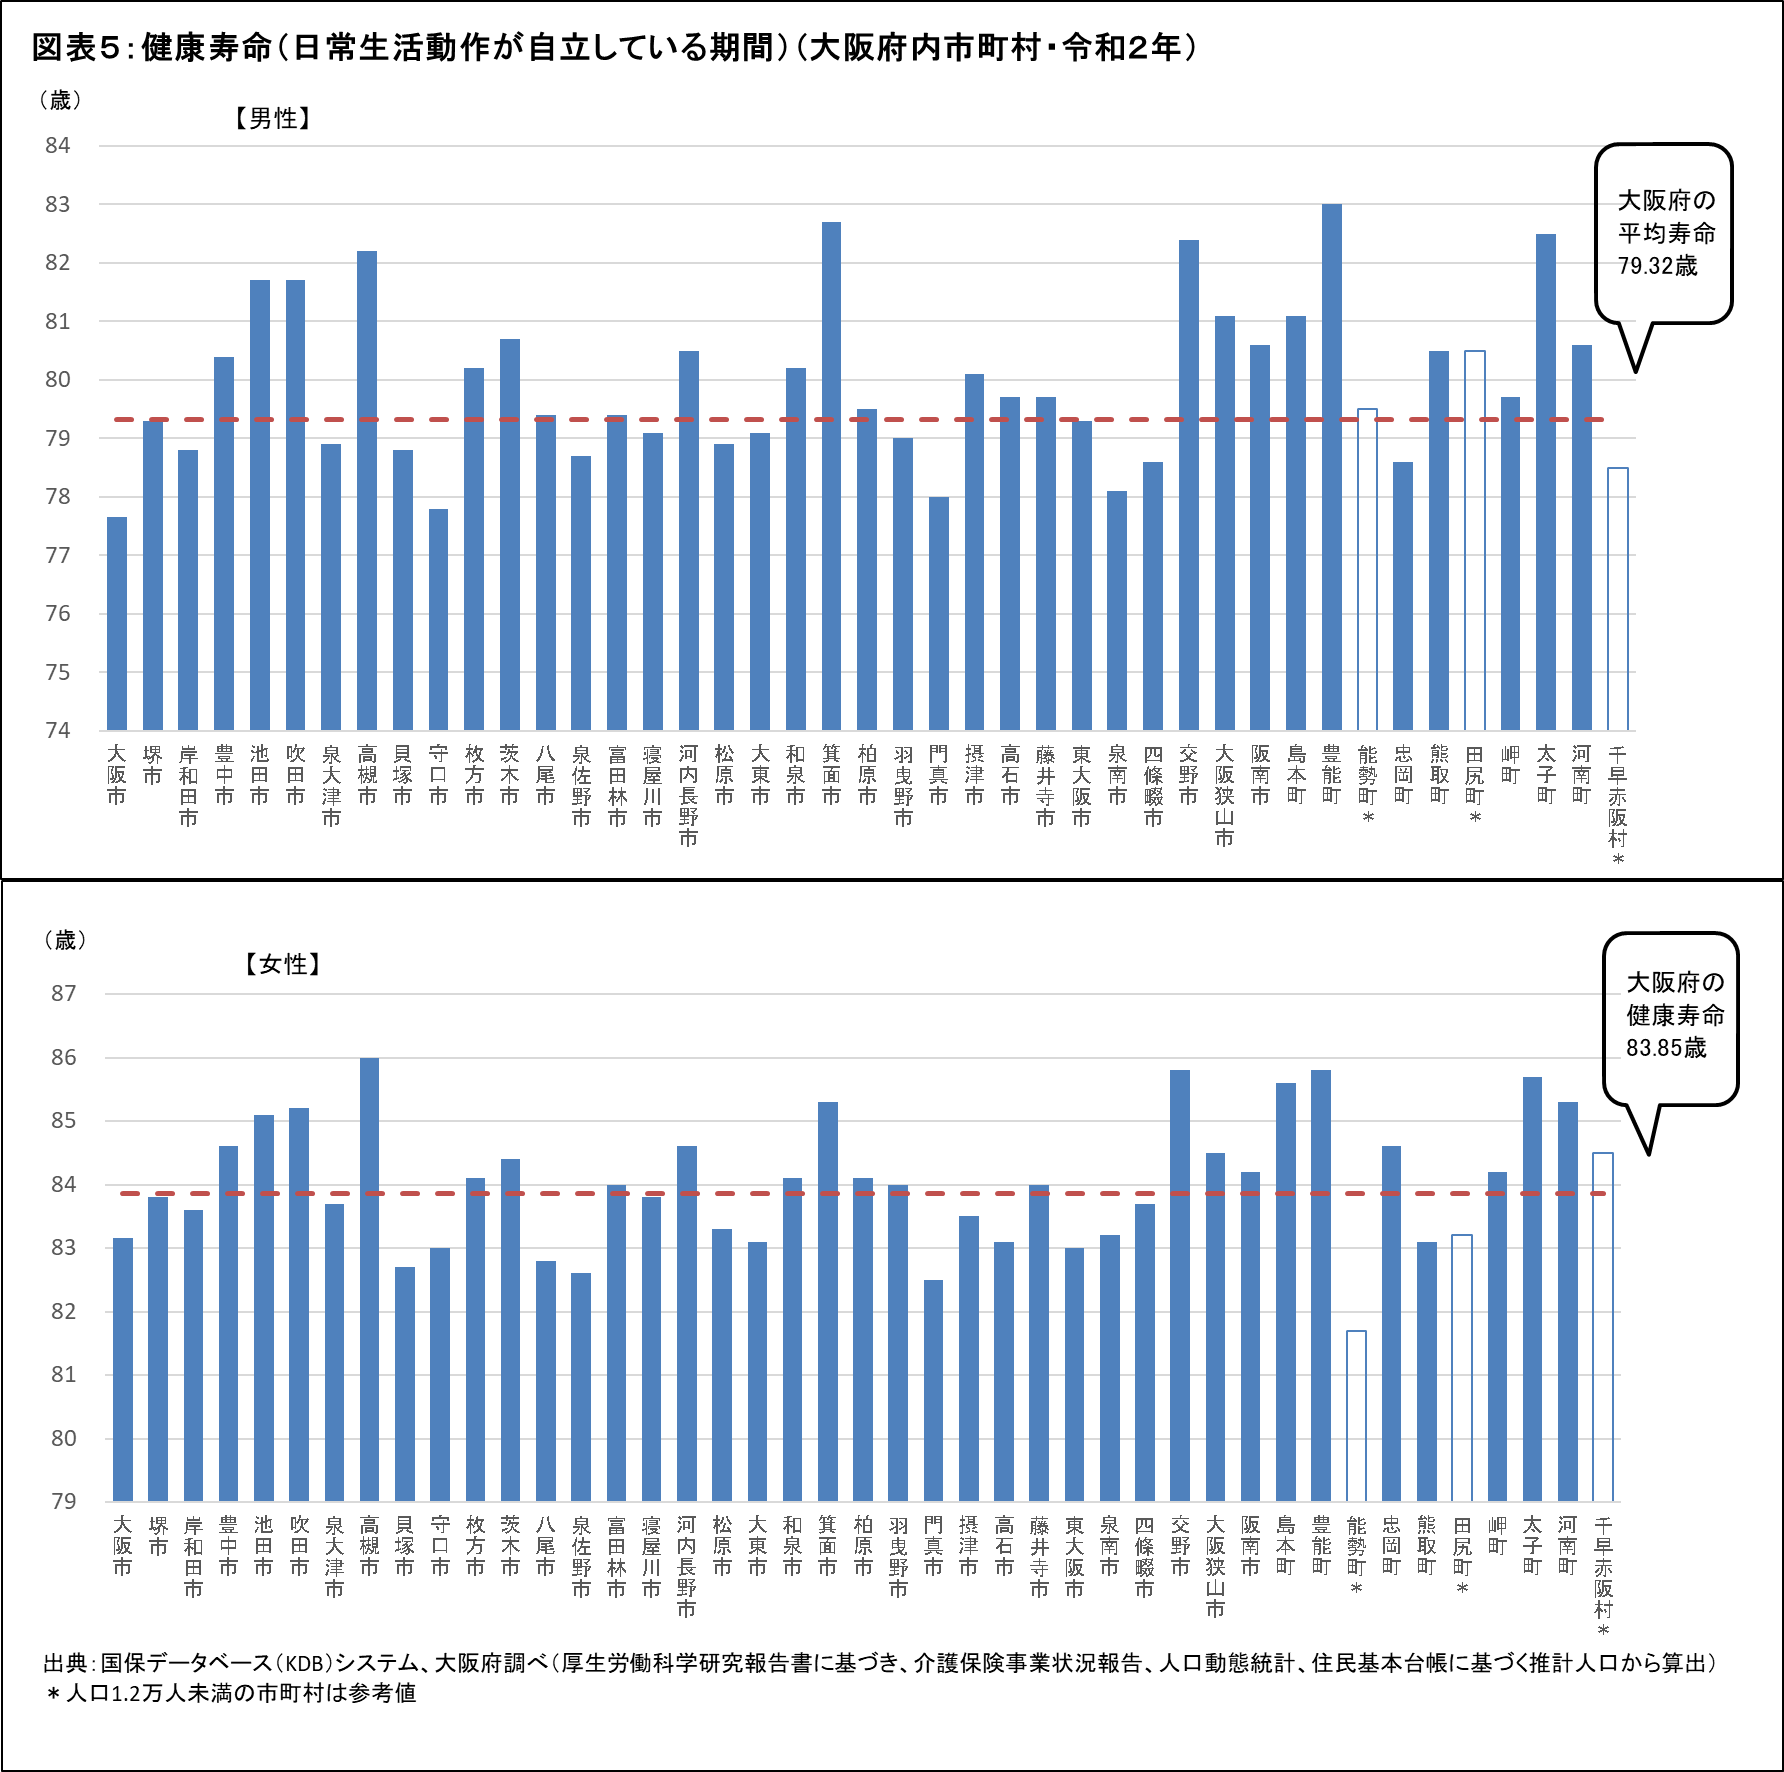 図表５：健康寿命（日常生活動作が自立している期間）（大阪府内市町村・令和２年）
（歳）
【男性】
84
83
82
81
80
79
78
77
76
75
74
大阪府の
平均寿命
79.32歳
大阪市
堺市
岸和田市
豊中市
池田市
吹田市
泉大津市
高槻市
貝塚市
守口市
枚方市
茨木市
八尾市
泉佐野市
富田林市
寝屋川市
河内長野市
松原市
大東市
和泉市
箕面市
柏原市
羽曳野市
門真市
摂津市
高石市
藤井寺市
東大阪市
泉南市
四條畷市
交野市
大阪狭山市
阪南市
島本町
豊能町
能勢町＊
忠岡町
熊取町
田尻町＊
岬町
太子町
河南町
千早赤阪村＊
（歳）
【女性】
87
86
85
84
83
82
81
80
79
大阪府の
健康寿命
83.85歳
大阪市
堺市
岸和田市
豊中市
池田市
吹田市
泉大津市
高槻市
貝塚市
守口市
枚方市
茨木市
八尾市
泉佐野市
富田林市
寝屋川市
河内長野市
松原市
大東市
和泉市
箕面市
柏原市
羽曳野市
門真市
摂津市
高石市
藤井寺市
東大阪市
泉南市
四條畷市
交野市
大阪狭山市
阪南市
島本町
豊能町
能勢町＊
忠岡町
熊取町
田尻町＊
岬町
太子町
河南町
千早赤阪村＊
出典：国保データベース（KDB）システム、大阪府調べ（厚生労働科学研究報告書に基づき、介護保険事業状況報告、人口動態統計、住民基本台帳に基づく推計人口から算出）
＊人口1.2万人未満の市町村は参考値